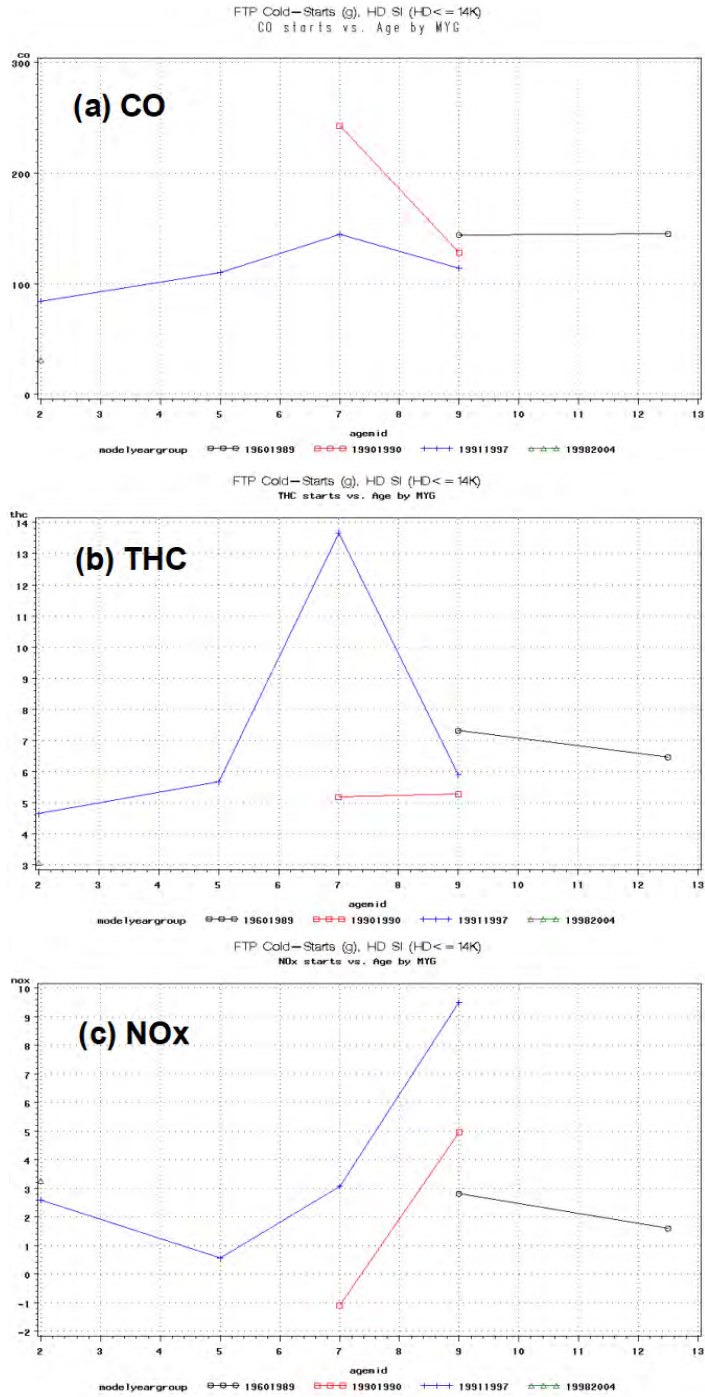 FTP Cold-Starts (g), HD SI (HD<=14K)
CO starts vs. Age by MYG
co
300
(a) CO
200
100
0
2 3 4 5 6 7 8 9 10 11 12 13
agemid
modelyeargroup 19601989 19901990 19911997 19982004
FTP Cold-Starts (g), HD SI (HD<=14K)
THC starts vs. Age by MYG
thc
14
13
(b) THC
12
11
10
9
8
7
6
5
4
3
2 3 4 5 6 7 8 9 10 11 12 13
agemid
modelyeargroup 19601989 19901990 19911997 19982004
FTP Cold-Starts (g), HD SI (HD<=14K)
NOx starts vs. Age by MYG
nox
10
9
(c) NOx
8
7
6
5
4
3
2
1
0
-1
-2
2 3 4 5 6 7 8 9 10 11 12 13
agemid
modelyeargroup 19601989 19901990 19911997 19982004